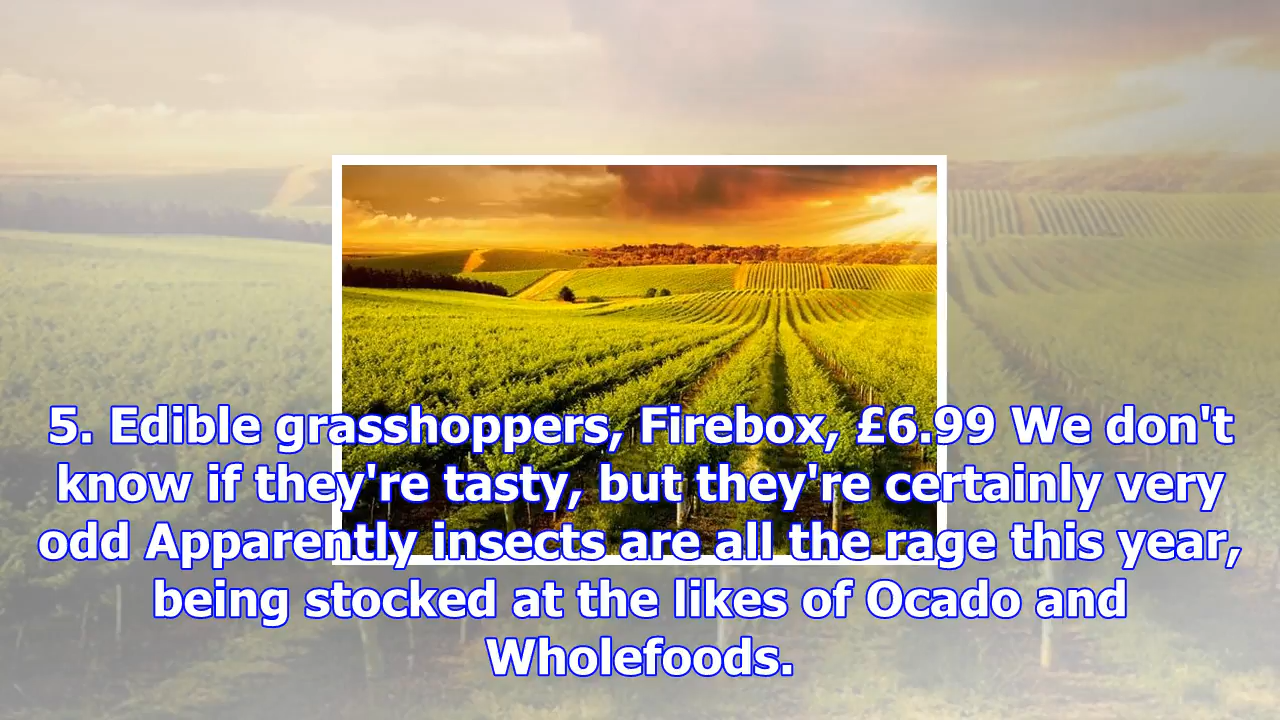 5. Edible grasshoppers, Firebox, £6.99 We don't
know if they're tasty, but they're certainly very
odd Apparently insects are all the rage this year,
being stocked at the likes of Ocado and
Wholefoods.